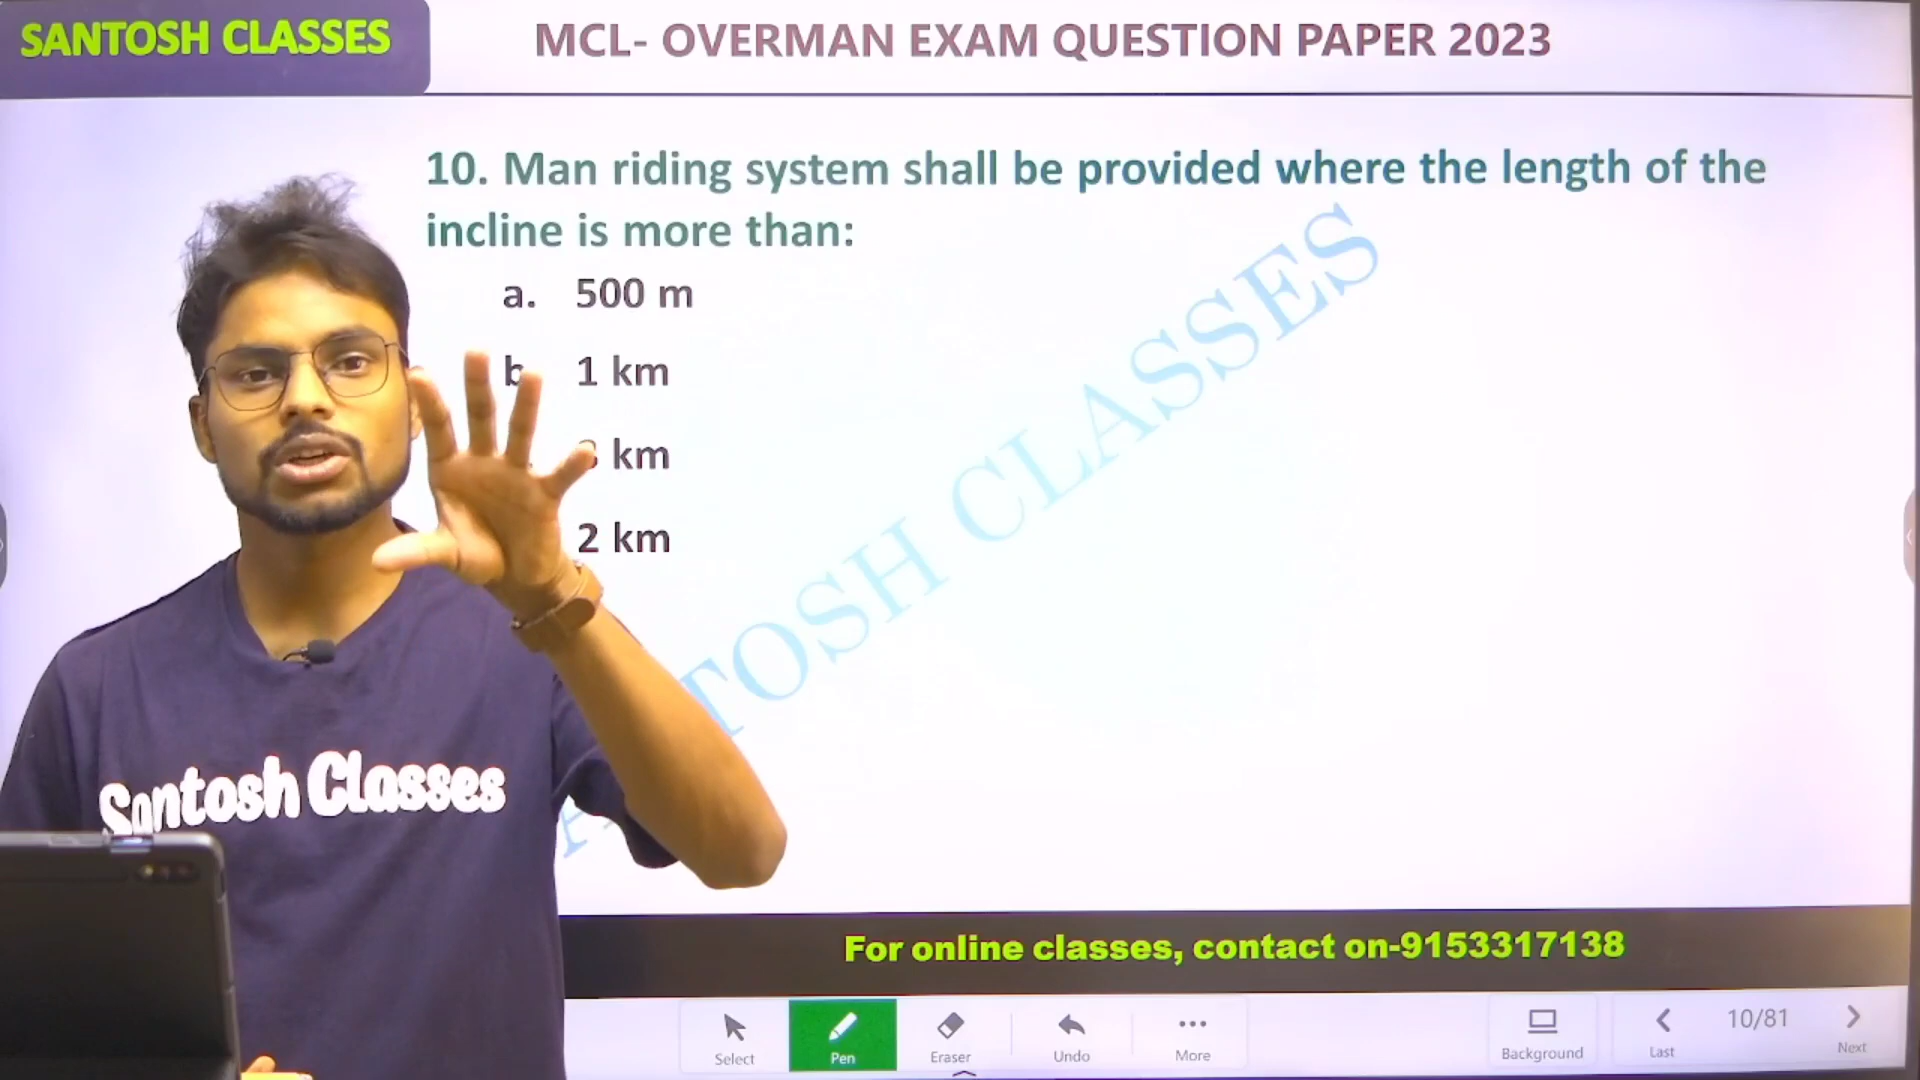 SANTOSH CLASSES
MCL- OVERMAN EXAM QUESTION PAPER 2023
10. Man riding system shall be provided where the length of the
incline is more than:
a. 500 m
1 km
km
2 km
TOSH CLASSES
Santosh Classes
For online classes, contact on-9153317138
Select
Pen
Eraser
Undo
More
Background
Last
10/81
Next